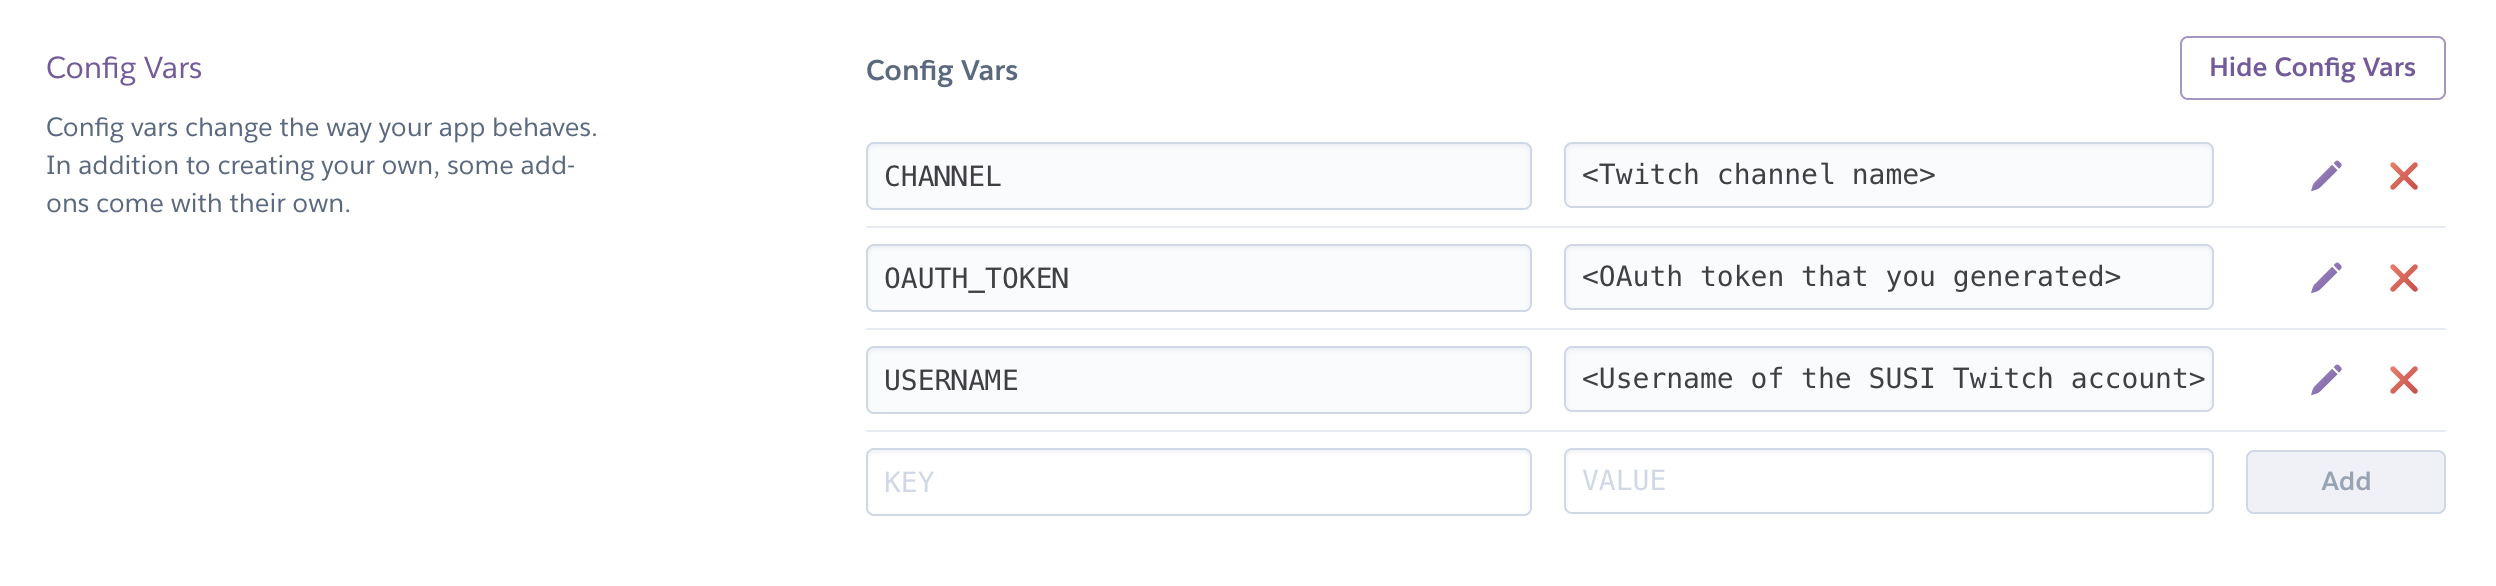 Config Vars
Config vars change the way your app behaves.
In addition to creating your own, some add-
ons come with their own.
Config Vars
Hide Config Vars
CHANNEL
<Twitch channel name>
OAUTH_TOKEN
<OAuth token that you generated>
USERNAME
<Username of the SUSI Twitch account>
KEY
VALUE
Add